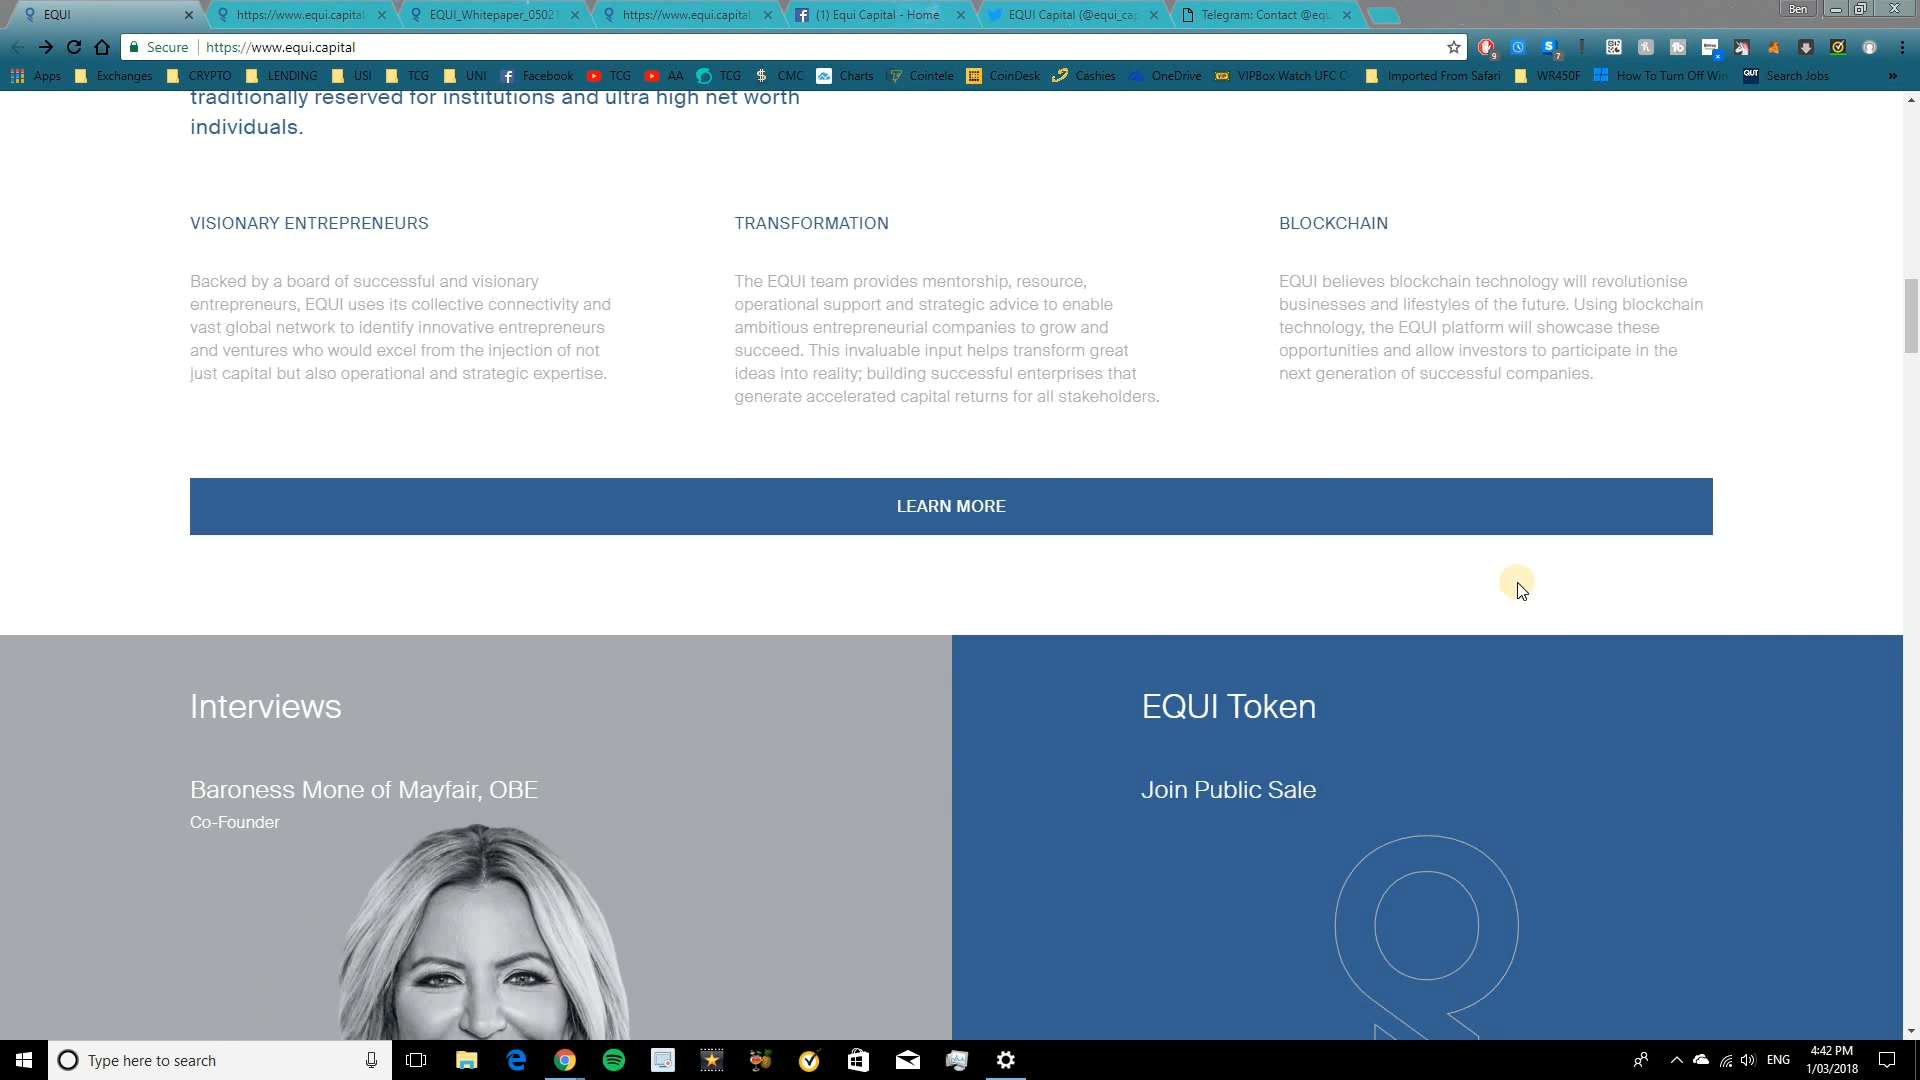 EQUI
https://www.equi.capital
EQUI_Whitepaper_05021
https://www.equi.capital
(1) Equi Capital - Home
EQUI Capital (@equi_ca
Telegram: Contact @equ
Ben
Secure
https://www.equi.capital
Apps
Exchanges
CRYPTO
LENDING
USI
TCG
UNI
Facebook
TCG
AA
TCG
CMC
Charts
Cointele
CoinDesk
Cashies
OneDrive
VIPBox Watch UFC O
Imported From Safari
WR450F
How To Turn Off Win
QUT
Search Jobs
traditionally reserved for institutions and ultra high net worth
individuals.
VISIONARY ENTREPRENEURS
Backed by a board of successful and visionary
entrepreneurs, EQUI uses its collective connectivity and
vast global network to identify innovative entrepreneurs
and ventures who would excel from the injection of not
just capital but also operational and strategic expertise.
TRANSFORMATION
The EQUI team provides mentorship, resource,
operational support and strategic advice to enable
ambitious entrepreneurial companies to grow and
succeed. This invaluable input helps transform great
ideas into reality; building successful enterprises that
generate accelerated capital returns for all stakeholders.
BLOCKCHAIN
EQUI believes blockchain technology will revolutionise
businesses and lifestyles of the future. Using blockchain
technology, the EQUI platform will showcase these
opportunities and allow investors to participate in the
next generation of successful companies.
LEARN MORE
Interviews
Baroness Mone of Mayfair, OBE
Co-Founder
EQUI Token
Join Public Sale
Type here to search
ENG
4:42 PM
1/03/2018